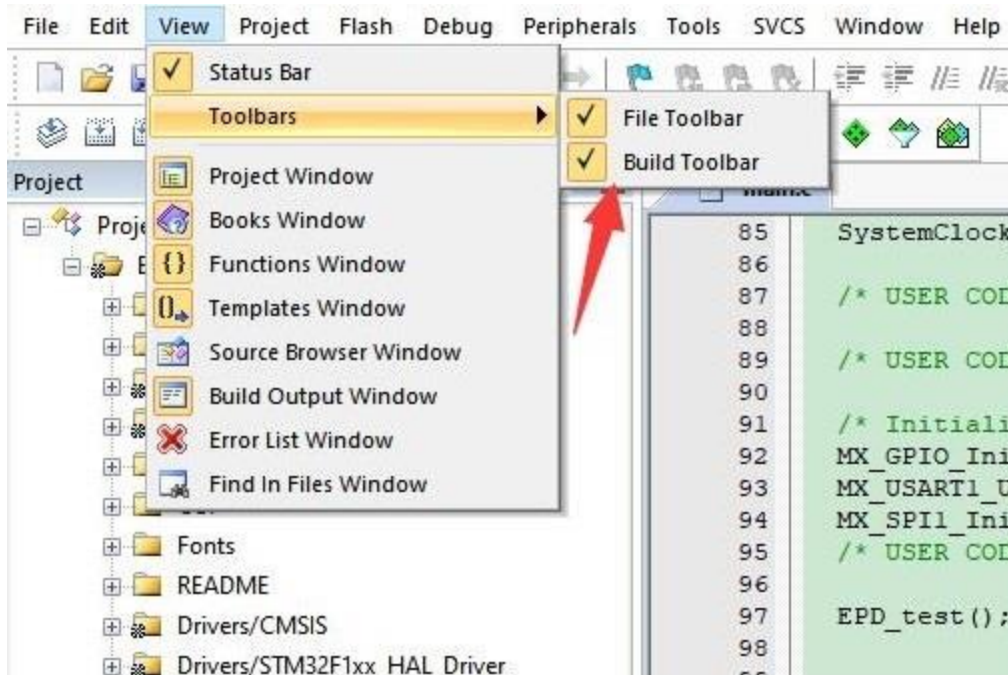 File Edit View Project Flash Debug Peripherals Tools SVCS Window Help
Status Bar
Toolbars
File Toolbar
Build Toolbar
Project
Project Window
Books Window
Functions Window
Templates Window
Source Browser Window
Build Output Window
Error List Window
Find In Files Window
Fonts
README
Drivers/CMSIS
Drivers/STM32F1xx_HAL_Driver
main.c
85 SystemClock
86
87 /* USER COD
88
89 /* USER COD
90
91 /* Initiali
92 MX_GPIO_Ini
93 MX_USART1_U
94 MX_SPI1_Ini
95 /* USER COD
96
97 EPD_test();
98